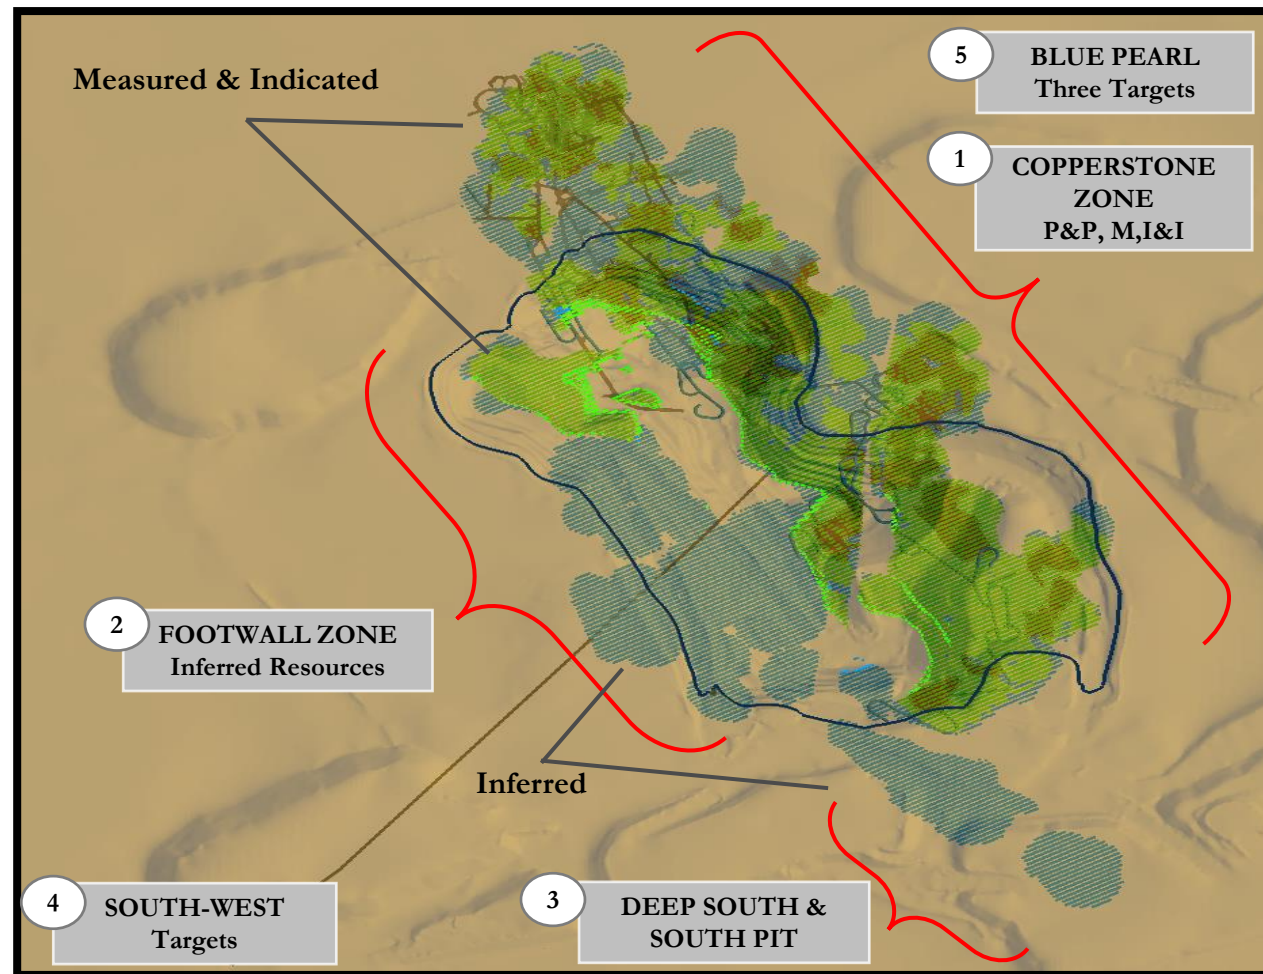 Measured & Indicated
5
BLUE PEARL
Three Targets
1
COPPERSTONE
ZONE
P&P, M,I&I
2
FOOTWALL ZONE
Inferred Resources
Inferred
4
SOUTH-WEST
Targets
3
DEEP SOUTH &
SOUTH PIT